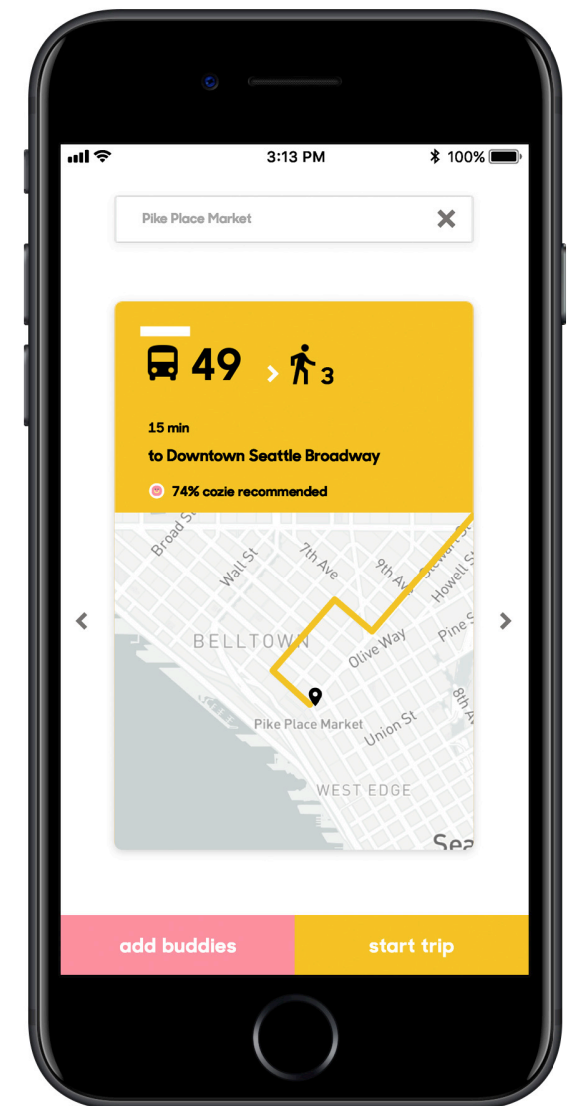 3:13 PM
100%
Pike Place Market
49 > 3
15 min
to Downtown Seattle Broadway
74% cozie recommended
Broad St
Wall St
7th Ave
9th Ave
Stewart St
Howell St
BELLTOWN
Olive Way
Pine S
8th A
Pike Place Market
Union St
WEST EDGE
Sea
add buddies
start trip